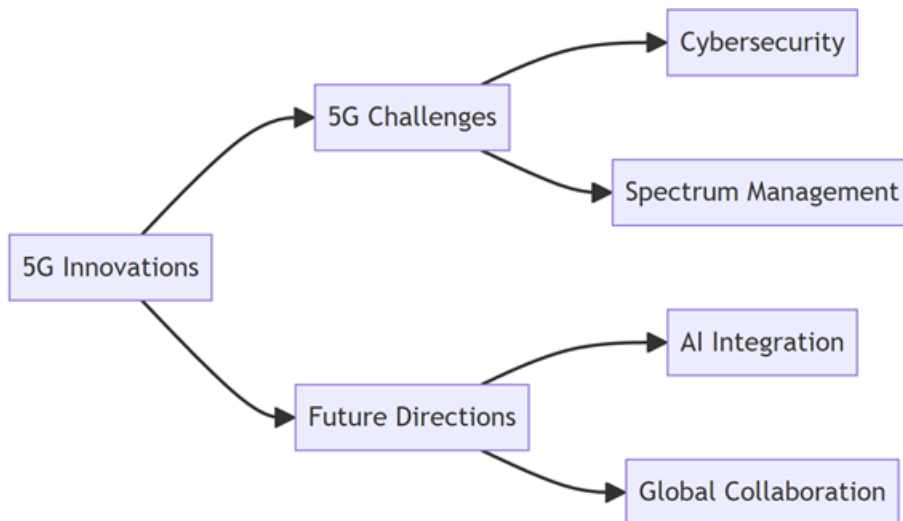 5G Innovations
5G Challenges
Cybersecurity
Spectrum Management
Future Directions
AI Integration
Global Collaboration